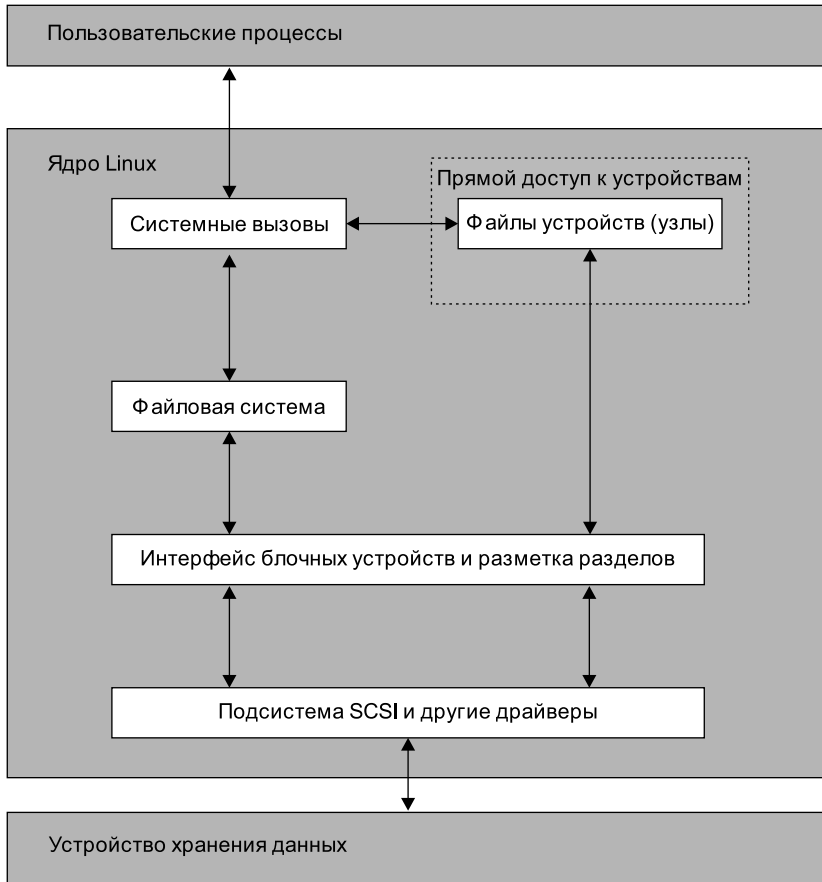 Пользовательские процессы
Ядро Linux
Прямой доступ к устройствам
Системные вызовы
Файлы устройств (узлы)
Файловая система
Интерфейс блочных устройств и разметка разделов
Подсистема SCSI и другие драйверы
Устройство хранения данных